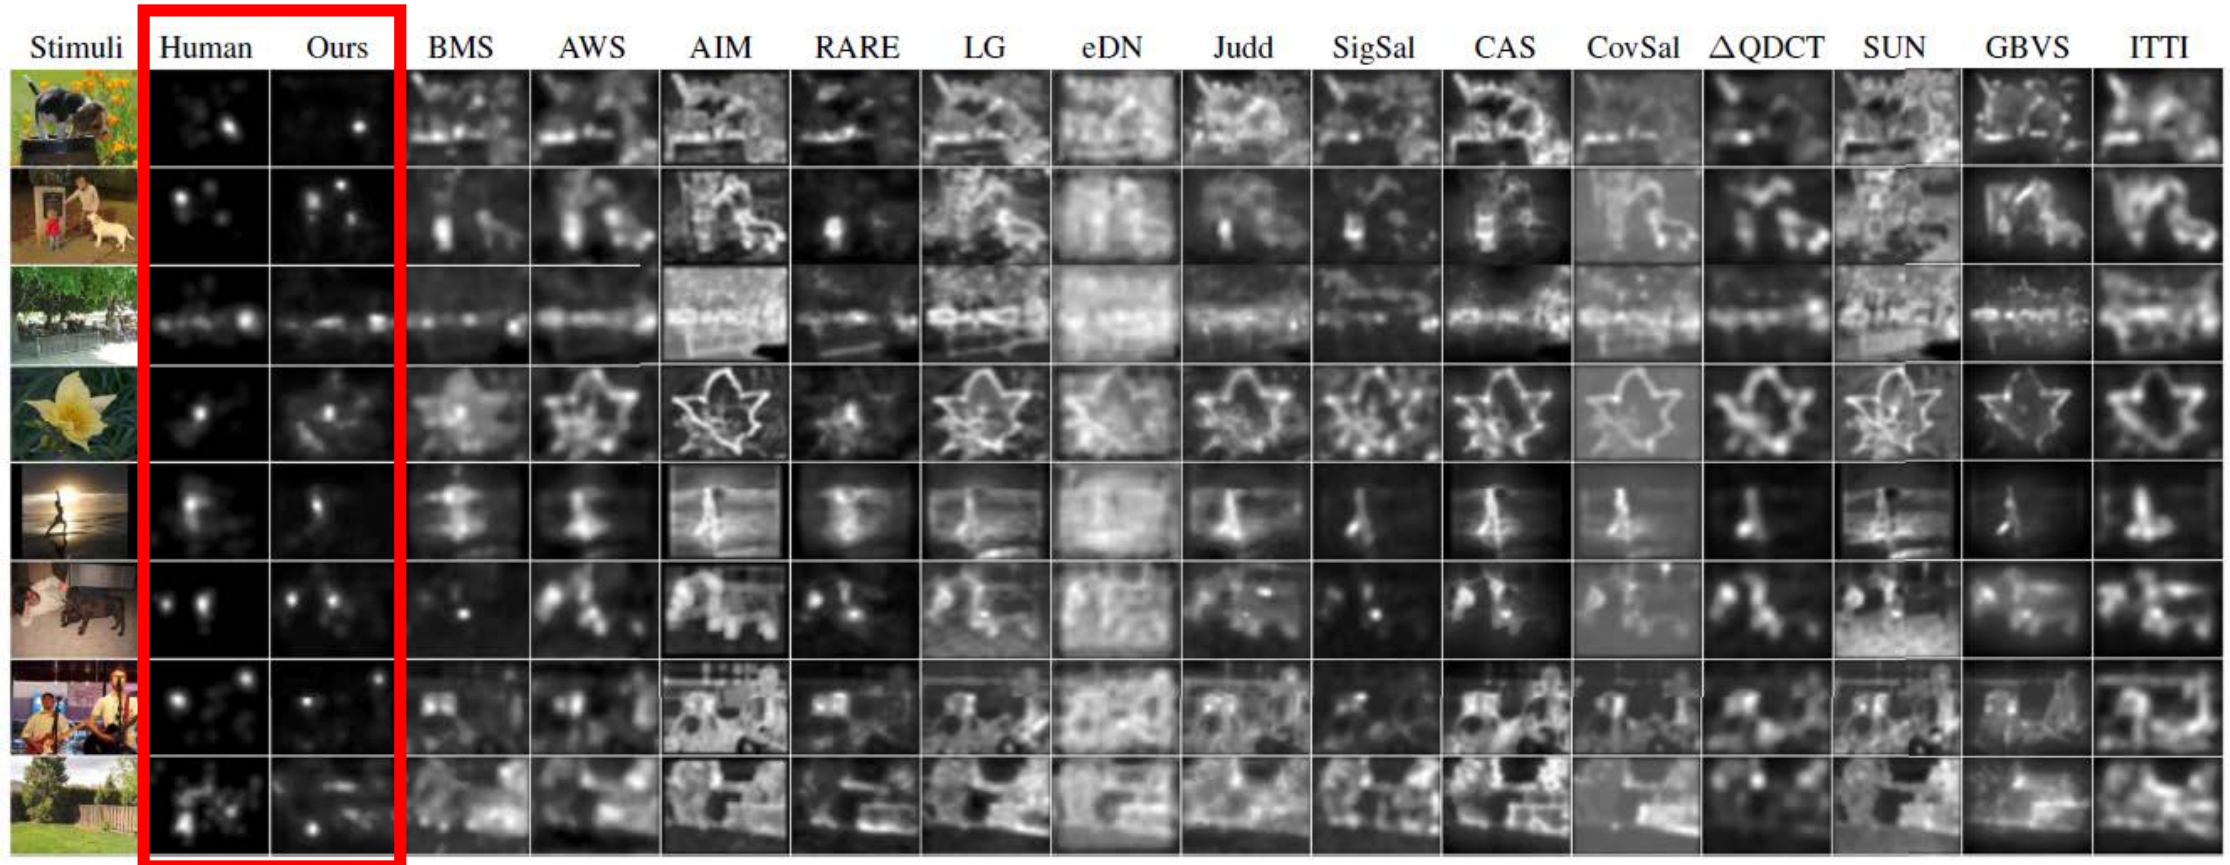 Stimuli Human Ours BMS AWS AIM RARE LG eDN Judd SigSal CAS CovSal ΔQDCT SUN GBVS ITTI